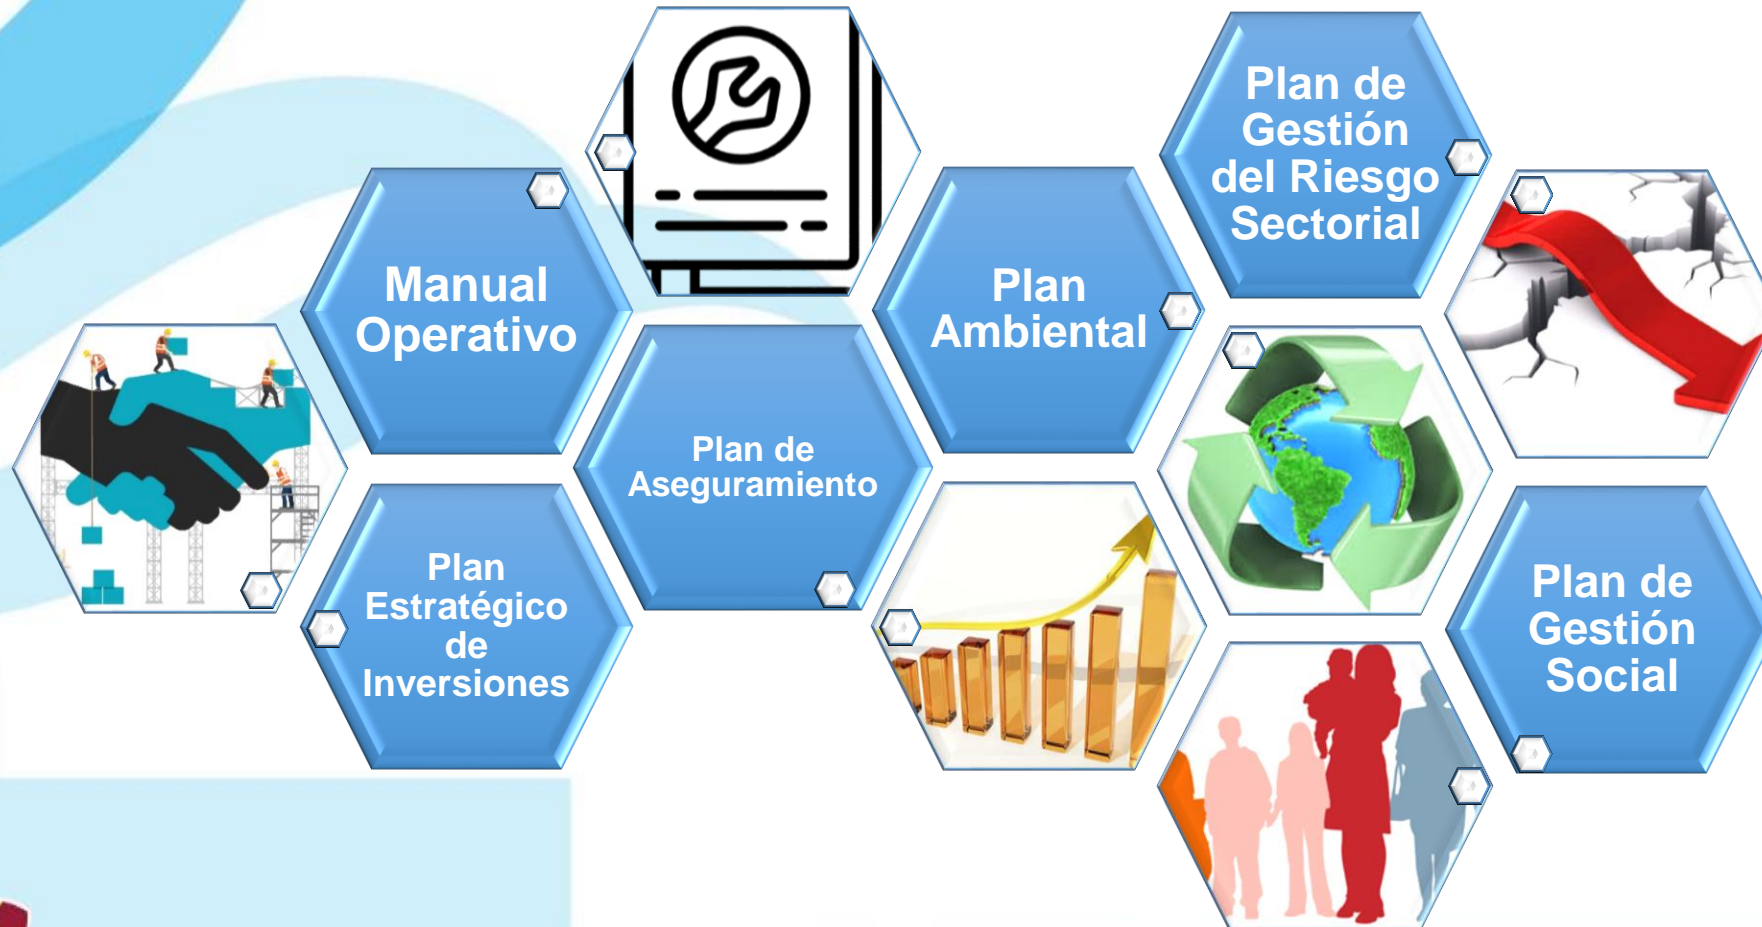 Manual
Operativo
Plan
Estratégico
de
Inversiones
Plan de
Aseguramiento
Plan
Ambiental
Plan de
Gestión
del Riesgo
Sectorial
Plan de
Gestión
Social